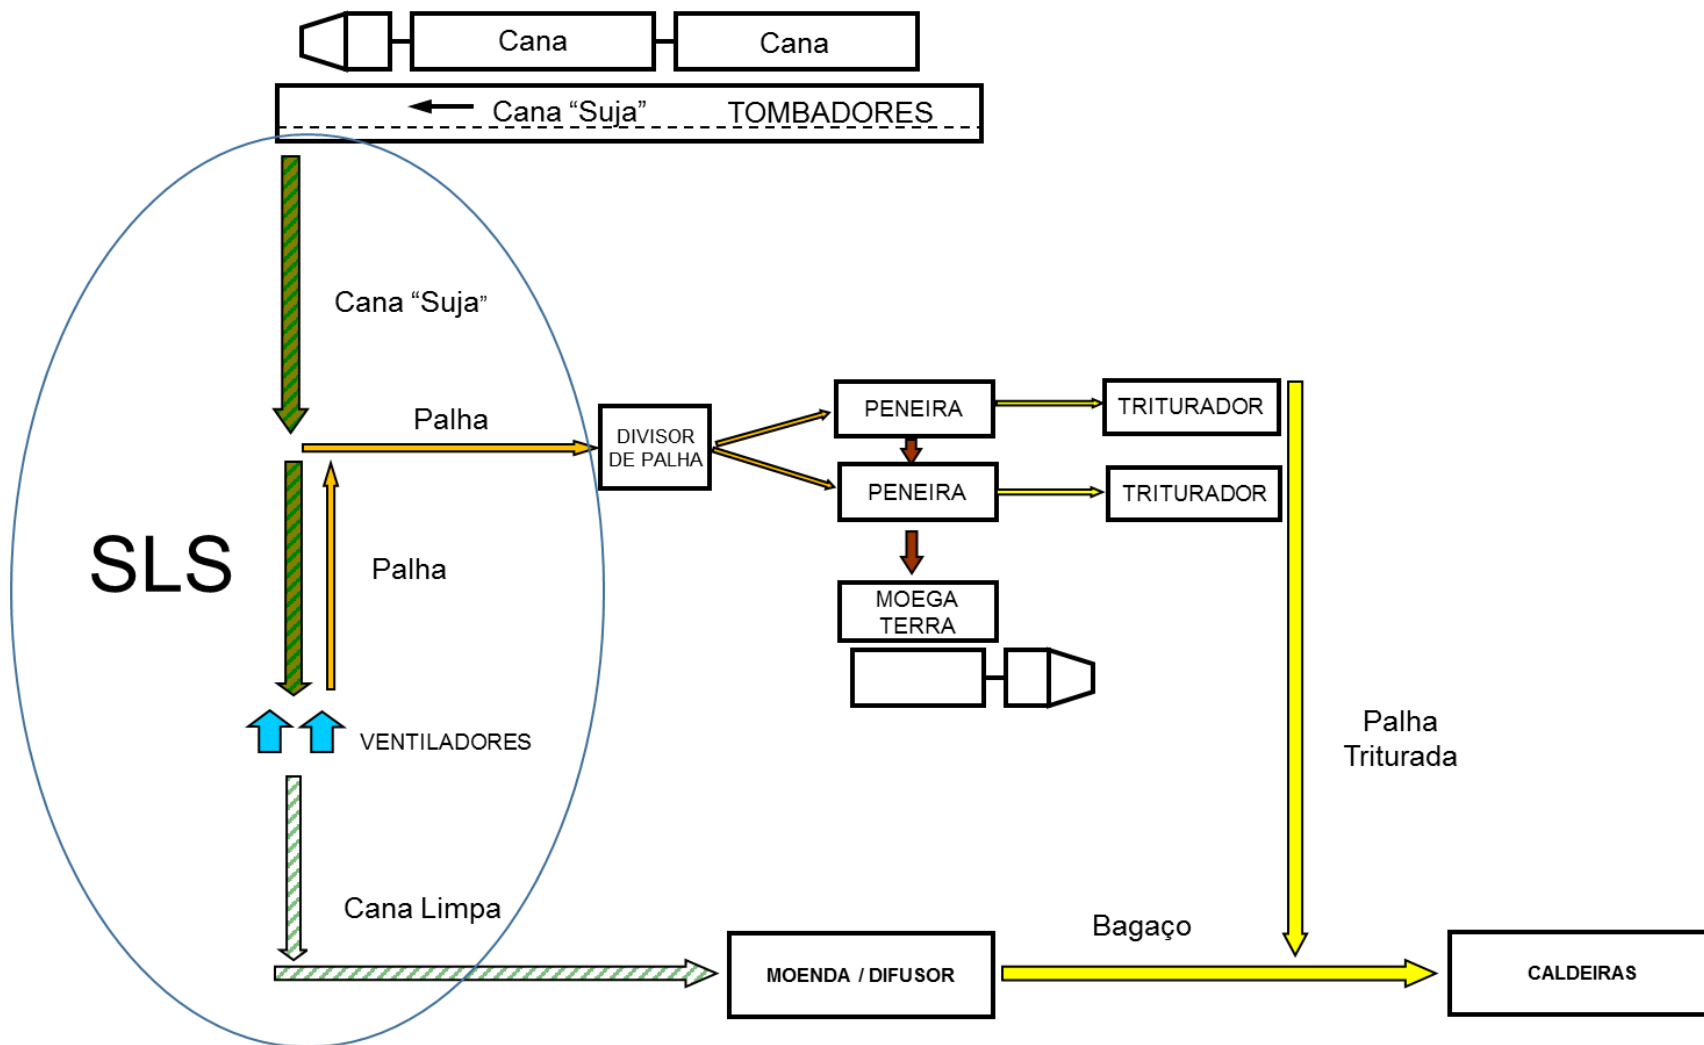 Cana
Cana
Cana “Suja”
TOMBADORES
Cana “Suja”
Palha
DIVISOR
DE PALHA
PENEIRA
TRITURADOR
PENEIRA
TRITURADOR
SLS
Palha
MOEGA
TERRA
VENTILADORES
Palha
Triturada
Cana Limpa
Bagaço
MOENDA / DIFUSOR
CALDEIRAS